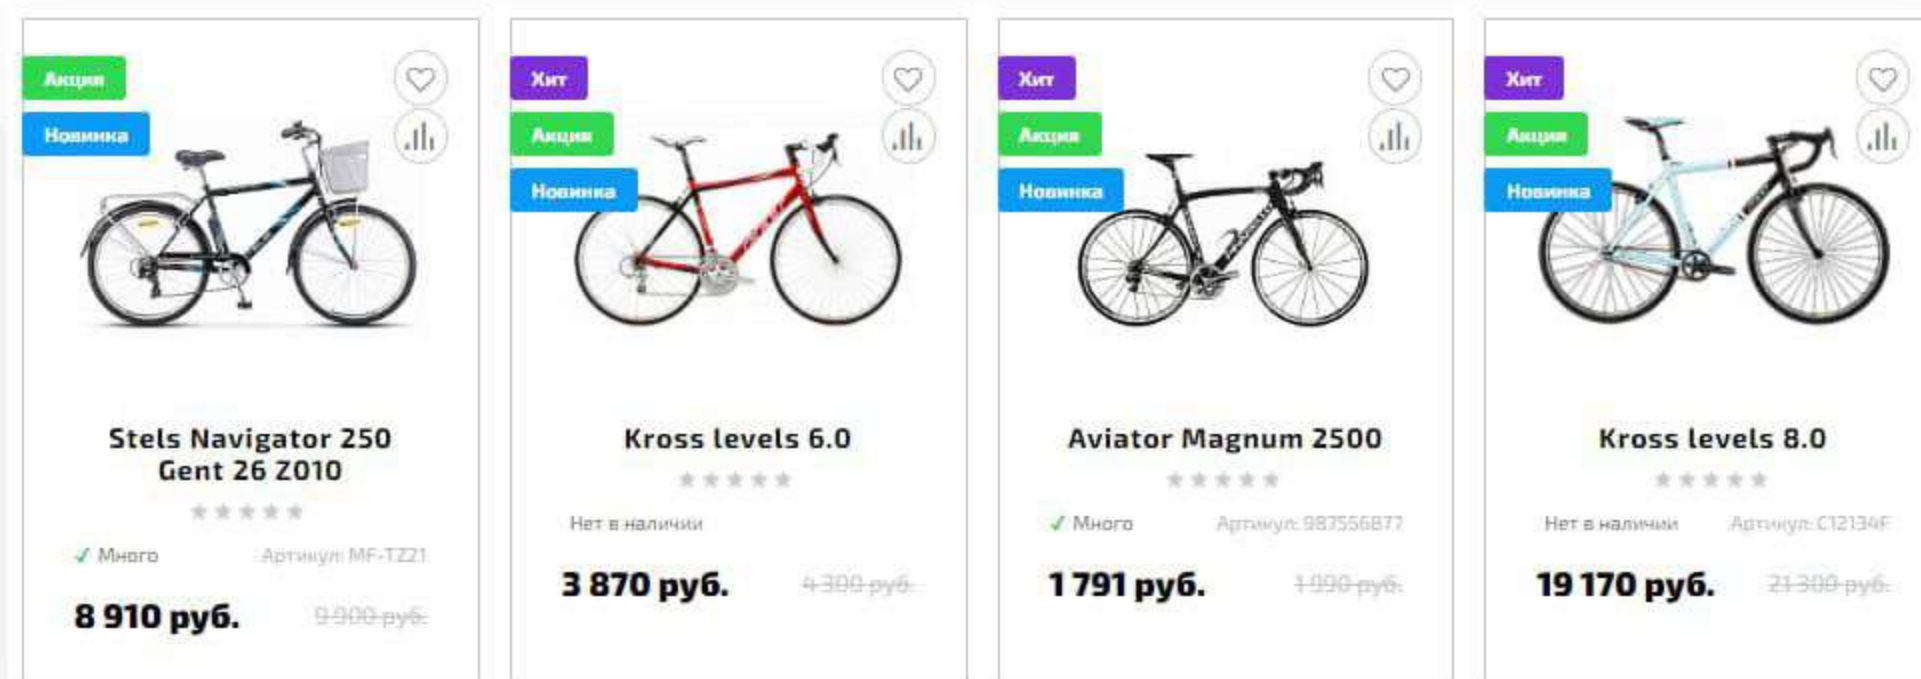 Акция
Новинка
Stels Navigator 250
Gent 26 Z010
Много
Артикул: MF-TZ21
8 910 руб.
9 900 руб.
Хит
Акция
Новинка
Kross levels 6.0
Нет в наличии
3 870 руб.
4 300 руб.
Хит
Акция
Новинка
Aviator Magnum 2500
Много
Артикул: 987556877
1 791 руб.
1 990 руб.
Хит
Акция
Новинка
Kross levels 8.0
Нет в наличии
Артикул: C12134F
19 170 руб.
21 300 руб.